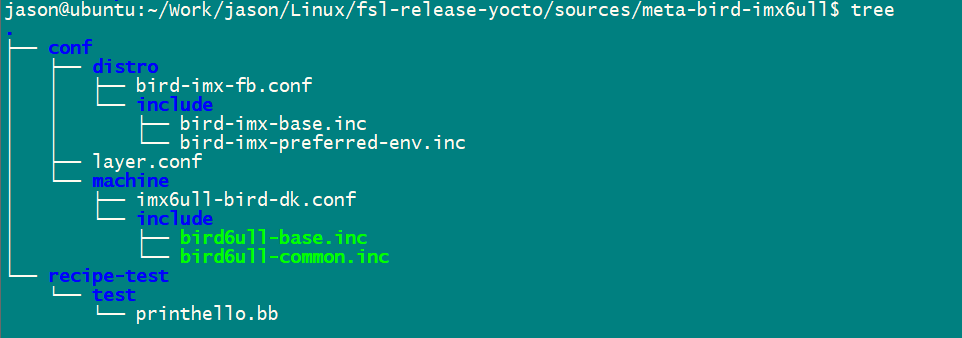 jason@ubuntu:~/Work/jason/Linux/fsl-release-yocto/sources/meta-bird-imx6ull$ tree
.
├── conf
│   ├── distro
│   │   ├── bird-imx-fb.conf
│   │   └── include
│   │       ├── bird-imx-base.inc
│   │       └── bird-imx-preferred-env.inc
│   ├── layer.conf
│   └── machine
│       ├── imx6ull-bird-dk.conf
│       └── include
│           ├── bird6ull-base.inc
│           └── bird6ull-common.inc
└── recipe-test
    └── test
        └── printhello.bb